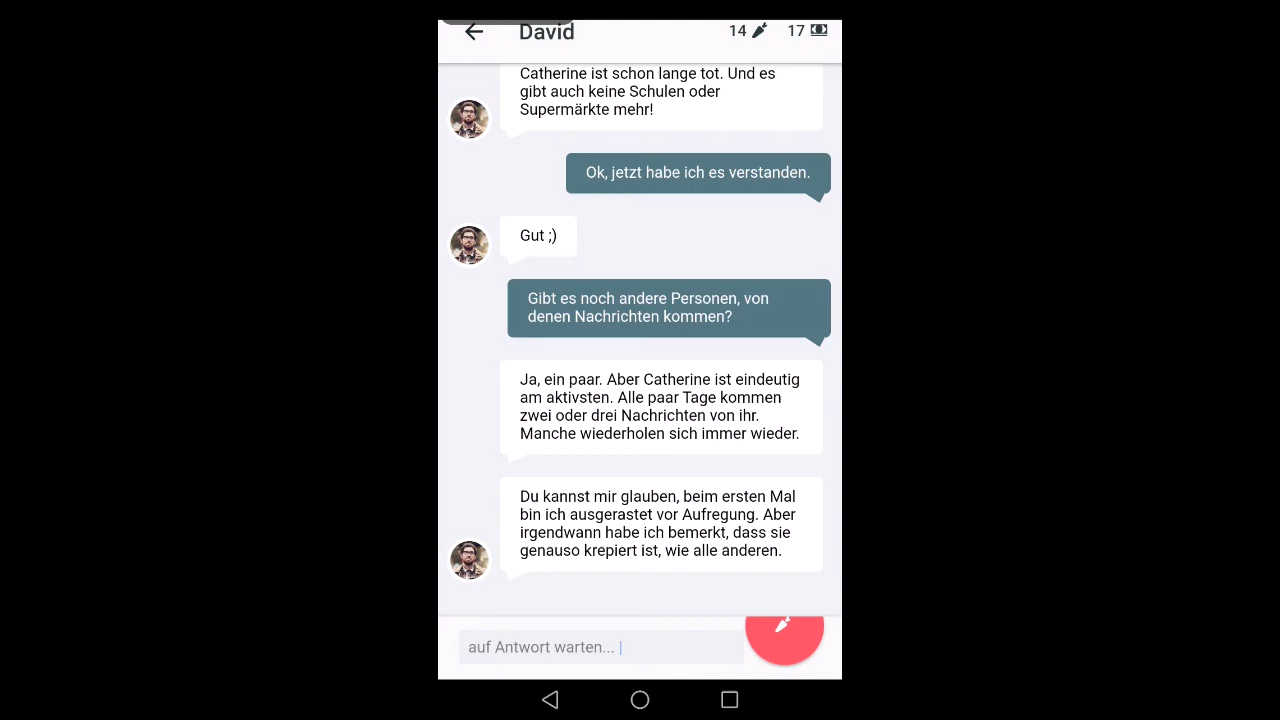 David
14
17
Catherine ist schon lange tot. Und es
gibt auch keine Schulen oder
Supermärkte mehr!
Ok, jetzt habe ich es verstanden.
Gut ;)
Gibt es noch andere Personen, von
denen Nachrichten kommen?
Ja, ein paar. Aber Catherine ist eindeutig
am aktivsten. Alle paar Tage kommen
zwei oder drei Nachrichten von ihr.
Manche wiederholen sich immer wieder.
Du kannst mir glauben, beim ersten Mal
bin ich ausgerastet vor Aufregung. Aber
irgendwann habe ich bemerkt, dass sie
genauso krepiert ist, wie alle anderen.
auf Antwort warten... |